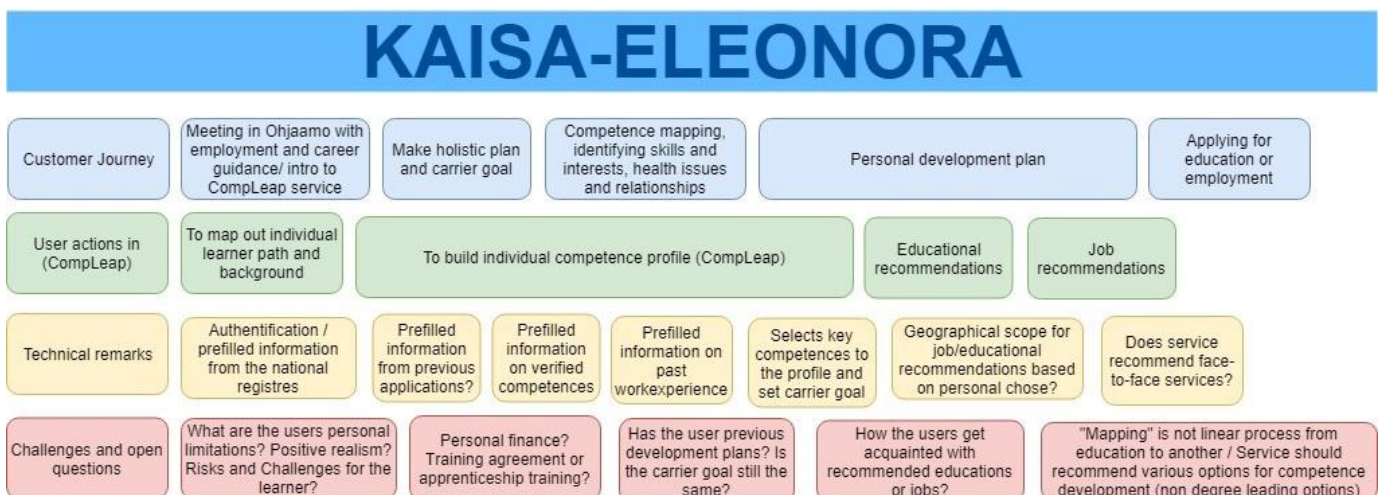 KAISA-ELEONORA
Customer Journey
Meeting in Ohjaamo with
employment and career
guidance/ intro to
CompLeap service
Make holistic plan
and carrier goal
Competence mapping,
identifying skills and
interests, health issues
and relationships
Personal development plan
Applying for
education or
employment
User actions in
(CompLeap)
To map out individual
learner path and
background
To build individual competence profile (CompLeap)
Educational
recommendations
Job
recommendations
Technical remarks
Authentification /
prefilled information
from the national
registres
Prefilled
information
from previous
applications?
Prefilled
information
on verified
competences
Prefilled
information on
past
workexperience
Selects key
competences to
the profile and
set carrier goal
Geographical scope for
job/educational
recommendations based
on personal chose?
Does service
recommend face-
to-face services?
Challenges and open
questions
What are the users personal
limitations? Positive realism?
Risks and Challenges for the
learner?
Personal finance?
Training agreement or
apprenticeship training?
Has the user previous
development plans? Is
the carrier goal still the
same?
How the users get
acquainted with
recommended educations
or jobs?
"Mapping" is not linear process from
education to another / Service should
recommend various options for competence
development (non degree leading options)